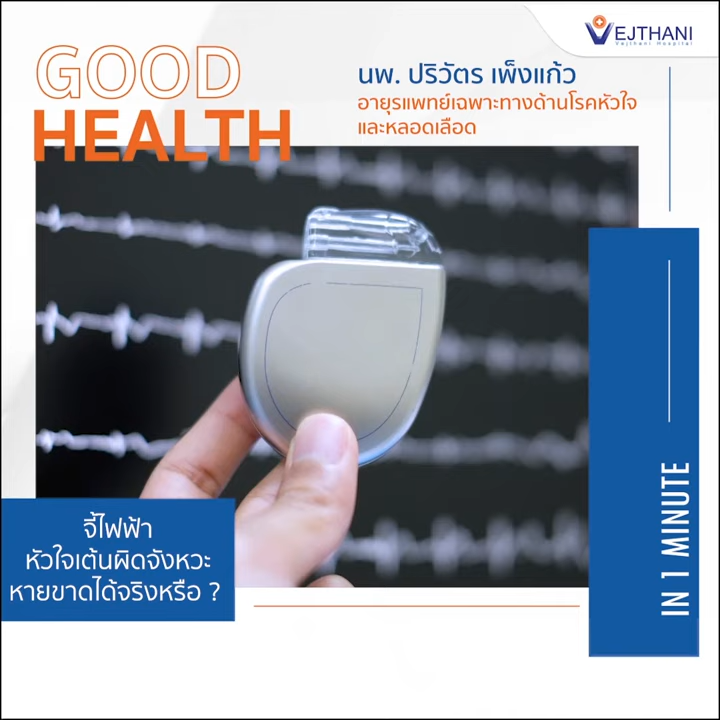 VEJTHANI
Vejthani Hospital
GOOD
HEALTH
นพ. ปริวัตร เพ็งแก้ว
อายุรแพทย์เฉพาะทางด้านโรคหัวใจ
และหลอดเลือด
จี้ไฟฟ้า
หัวใจเต้นผิดจังหวะ
หายขาดได้จริงหรือ ?
IN 1 MINUTE